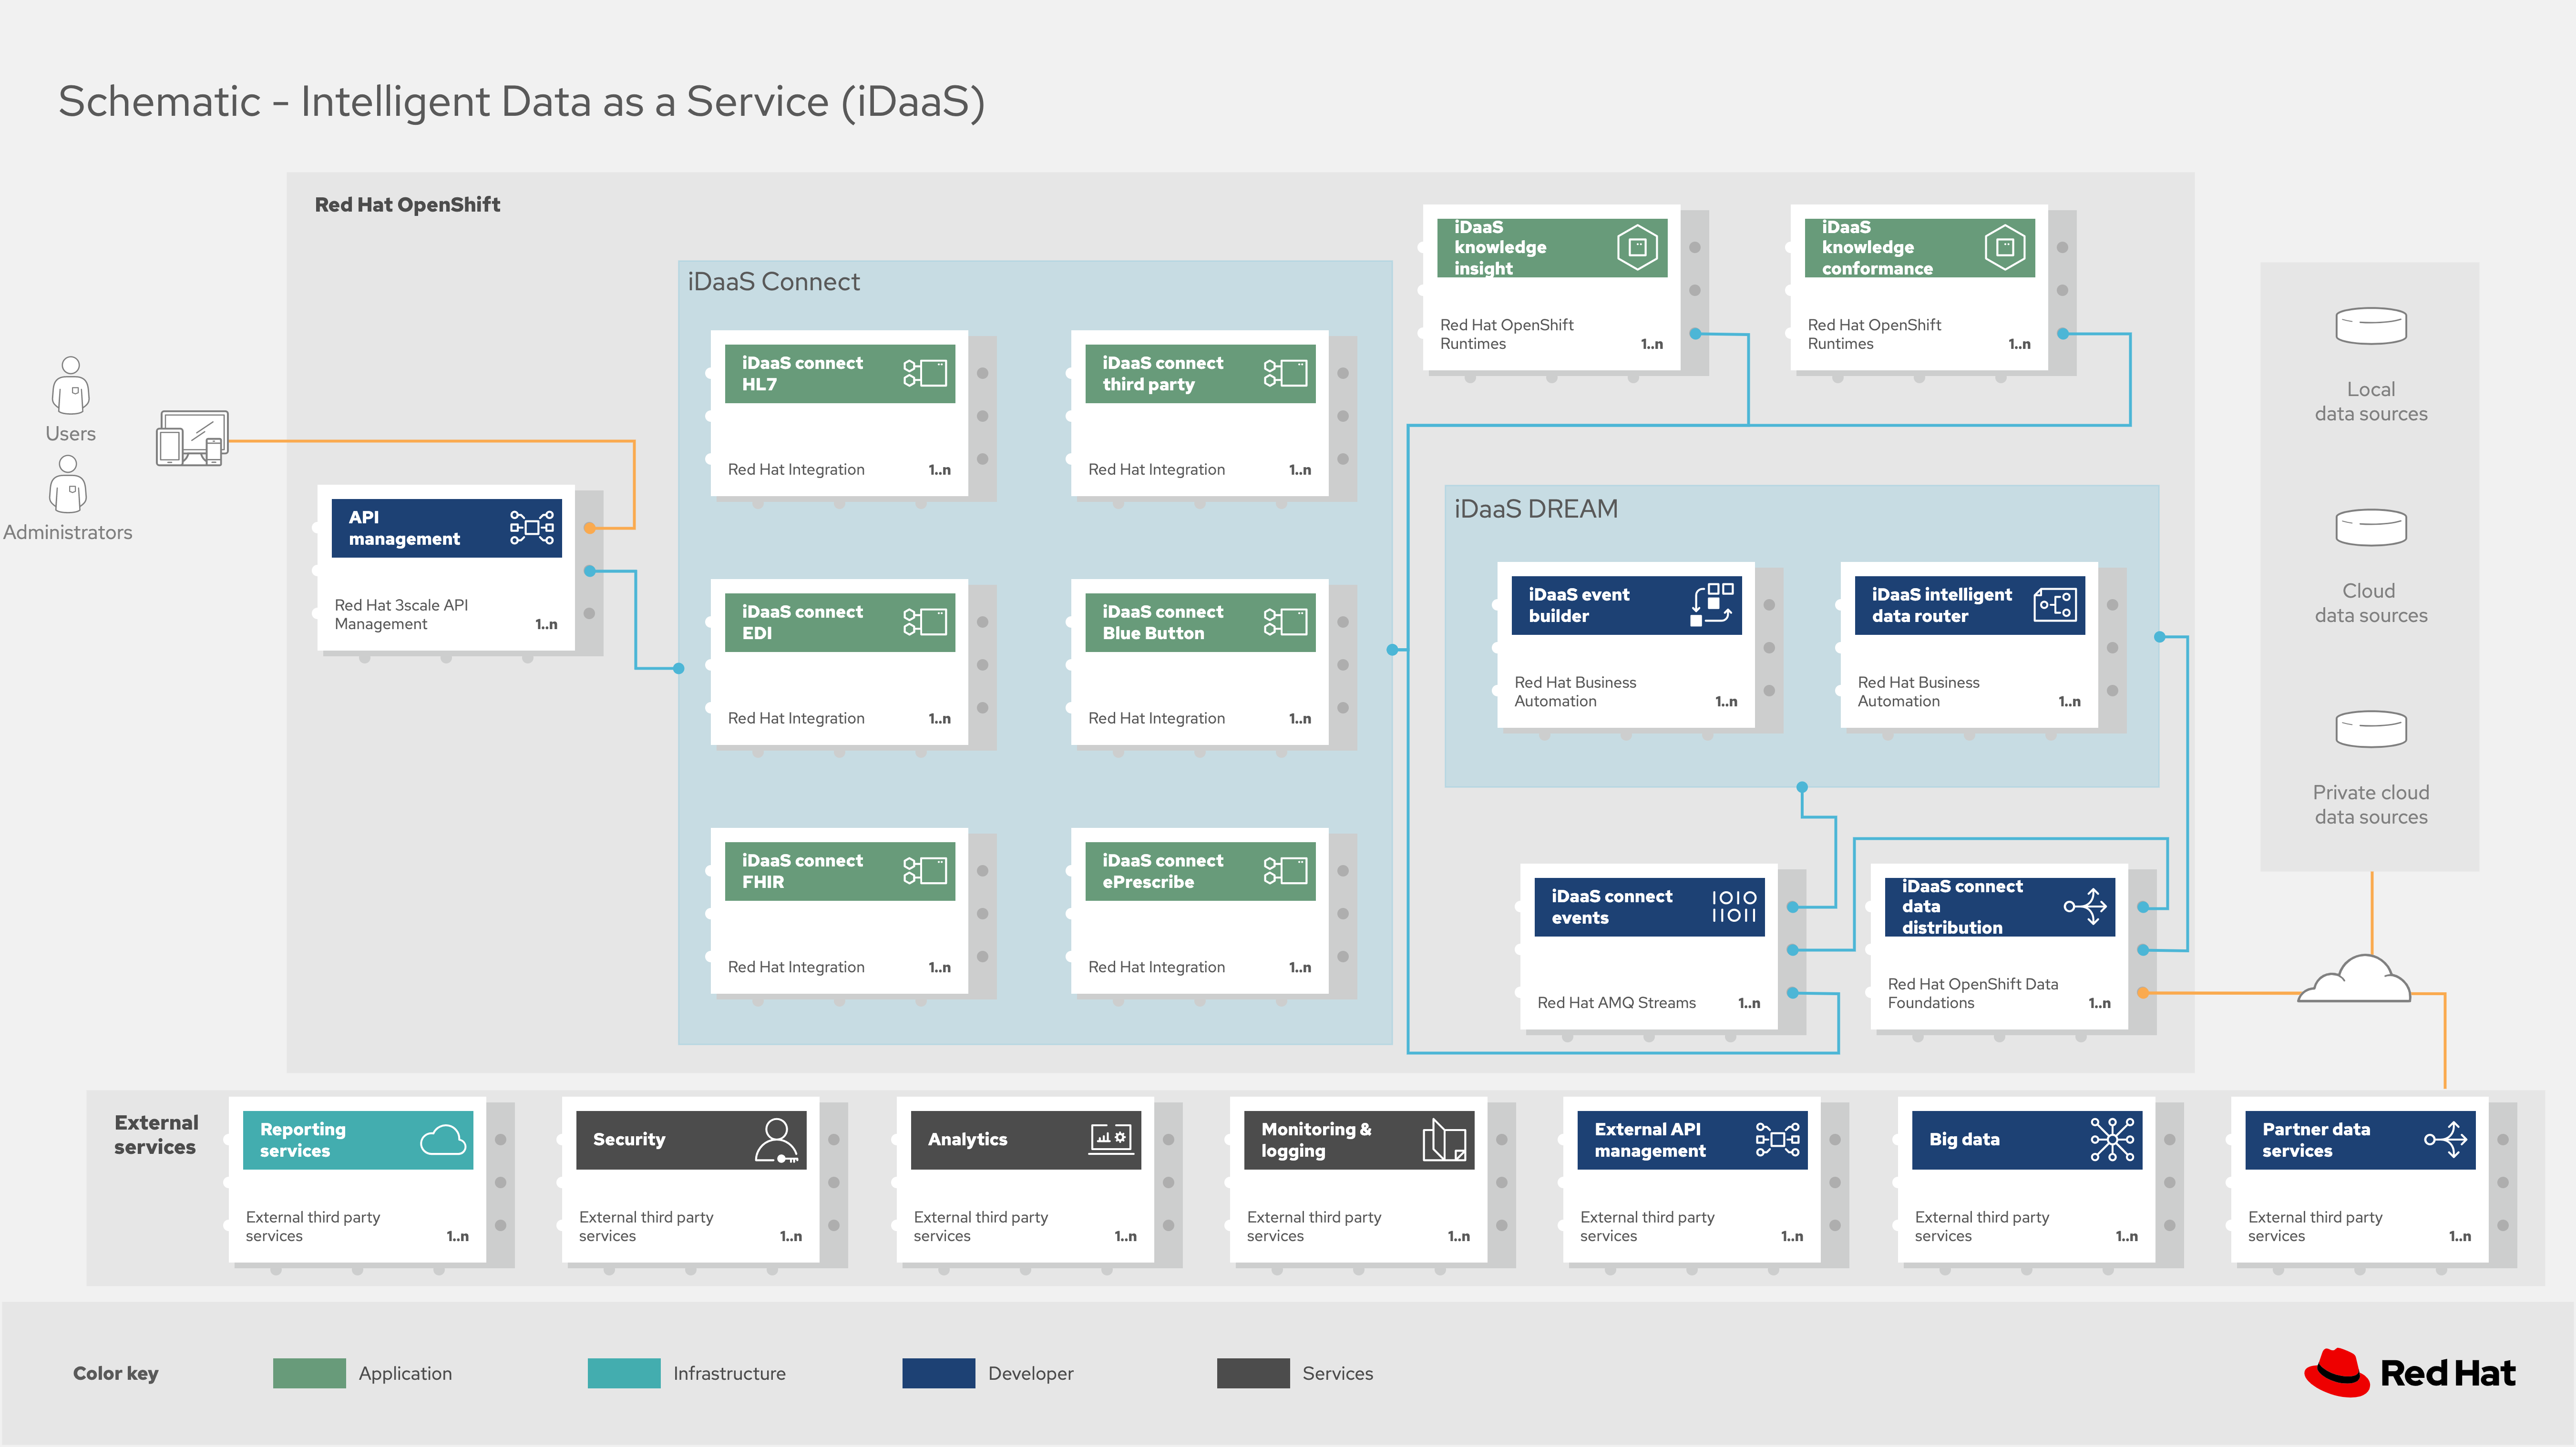 Schematic - Intelligent Data as a Service (iDaaS)
Red Hat OpenShift
Users
Administrators
API
management
Red Hat 3scale API
Management
1..n
iDaaS Connect
iDaaS connect
HL7
Red Hat Integration
1..n
iDaaS connect
third party
Red Hat Integration
1..n
iDaaS connect
EDI
Red Hat Integration
1..n
iDaaS connect
Blue Button
Red Hat Integration
1..n
iDaaS connect
FHIR
Red Hat Integration
1..n
iDaaS connect
ePrescribe
Red Hat Integration
1..n
iDaaS
knowledge
insight
Red Hat OpenShift
Runtimes
1..n
iDaaS
knowledge
conformance
Red Hat OpenShift
Runtimes
1..n
iDaaS DREAM
iDaaS event
builder
Red Hat Business
Automation
1..n
iDaaS intelligent
data router
Red Hat Business
Automation
1..n
iDaaS connect
events
1010
11011
Red Hat AMQ Streams
1..n
iDaaS connect
data
distribution
Red Hat OpenShift Data
Foundations
1..n
Local
data sources
Cloud
data sources
Private cloud
data sources
External
services
Reporting
services
External third party
services
1..n
Security
External third party
services
1..n
Analytics
External third party
services
1..n
Monitoring &
logging
External third party
services
1..n
External API
management
External third party
services
1..n
Big data
External third party
services
1..n
Partner data
services
External third party
services
1..n
Color key
Application
Infrastructure
Developer
Services
Red Hat